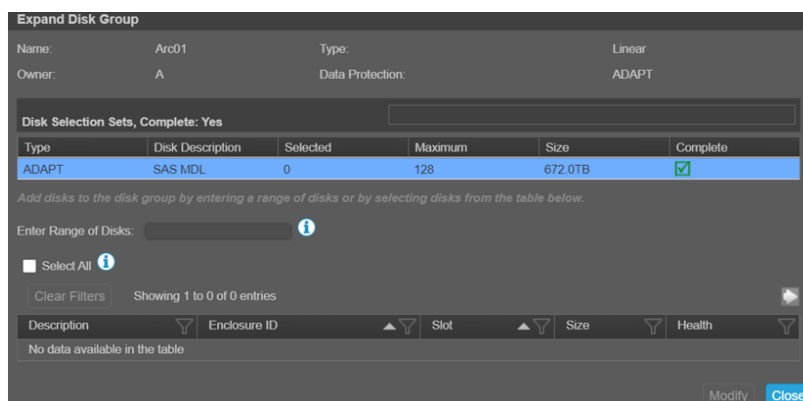 Expand Disk Group
Name: Arc01 Type: Linear
Owner: A Data Protection: ADAPT
Disk Selection Sets, Complete: Yes
Type Disk Description Selected Maximum Size Complete
ADAPT SAS MDL 0 128 672.0TB
Add disks to the disk group by entering a range of disks or by selecting disks from the table below.
Enter Range of Disks:
Select All
Clear Filters Showing 1 to 0 of 0 entries
Description Enclosure ID Slot Size Health
No data available in the table
Modify Close